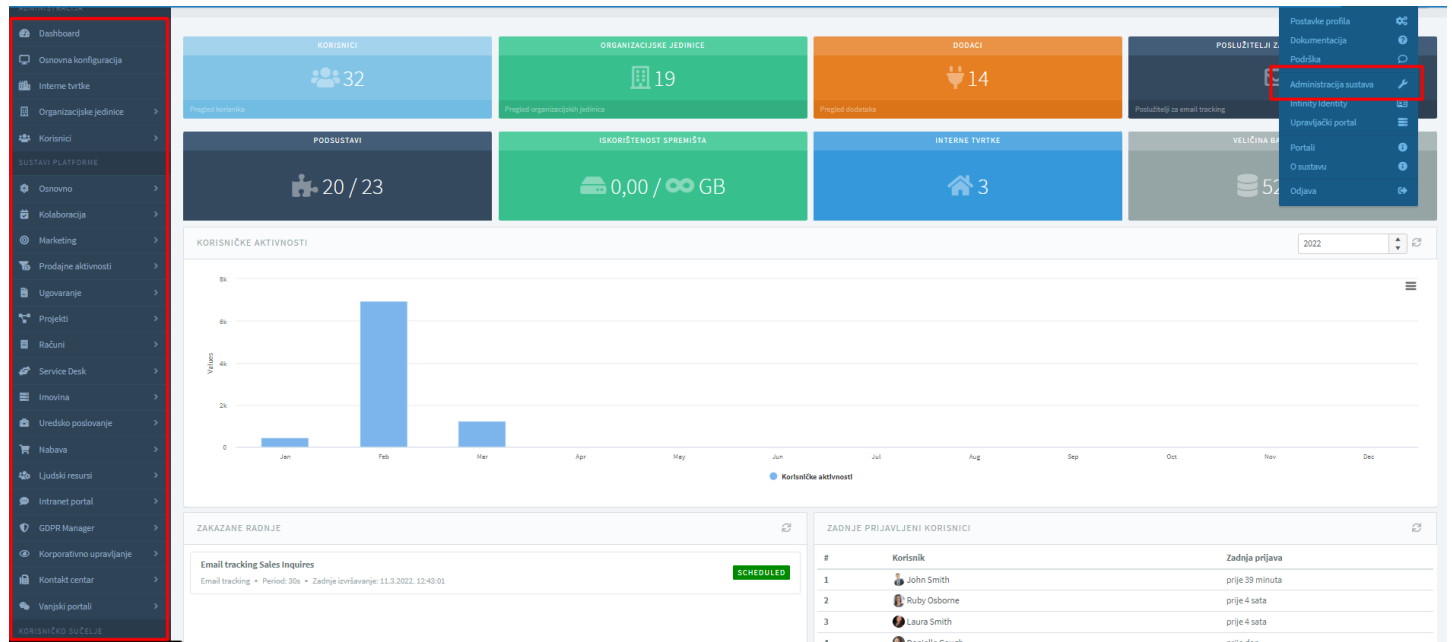 ADMINISTRACIJA
Dashboard
Osnovna konfiguracija
Interne tvrtke
Organizacijske jedinice
Korisnici
SUSTAVI PLATFORME
Osnovno
Kolaboracija
Marketing
Prodajne aktivnosti
Ugovaranje
Projekti
Računi
Service Desk
Imovina
Uredsko poslovanje
Nabava
Ljudski resursi
Intranet portal
GDPR Manager
Korporativno upravljanje
Kontakt centar
Vanjski portali
KORISNIČKO SUČELJE
KORISNICI
32
Pregled korisnika
ORGANIZACIJSKE JEDINICE
19
Pregled organizacijskih jedinica
DODACI
14
Pregled dodataka
POSLUŽITELJI ZA
Poslužitelji za email tracking
PODSUSTAVI
20 / 23
ISKORIŠTENOST SPREMIŠTA
0,00 / ∞ GB
INTERNE TVRTKE
3
VELIČINA BA
52
Postavke profila
Dokumentacija
Podrška
Administracija sustava
Infinity Identity
Upravljački portal
Portali
O sustavu
Odjava
KORISNIČKE AKTIVNOSTI
2022
8k
6k
4k
2k
0
Values
Jan Feb Mar Apr May Jun Jul Aug Sep Oct Nov Dec
Korisničke aktivnosti
ZAKAZANE RADNJE
Email tracking Sales Inquires
Email tracking • Period: 30s • Zadnje izvršavanje: 11.3.2022. 12:43:01
SCHEDULED
ZADNJE PRIJAVLJENI KORISNICI
# Korisnik Zadnja prijava
1 John Smith prije 39 minuta
2 Ruby Osborne prije 4 sata
3 Laura Smith prije 4 sata